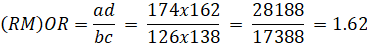 (RM)OR = ad/bc = 174x162/126x138 = 28188/17388 = 1.62